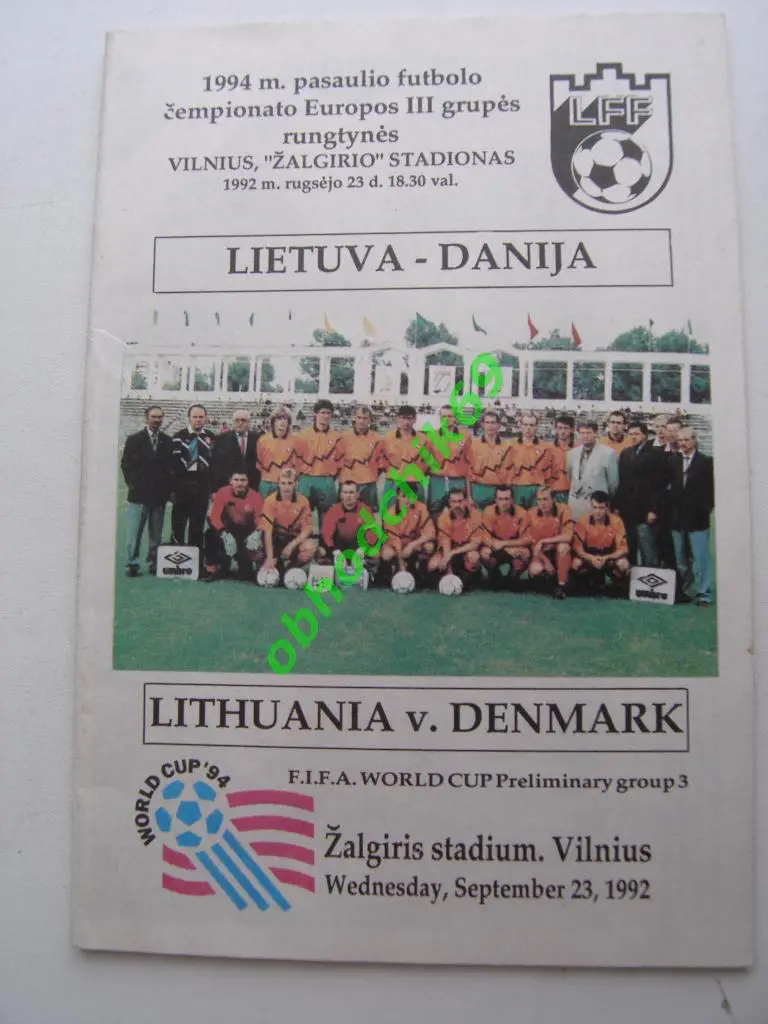 1994 m. pasaulio futbolo
čempionato Europos III grupės
rungtynės
VILNIUS, "ŽALGIRIO" STADIONAS
1992 m. rugsėjo 23 d. 18.30 val.
LFF
LIETUVA - DANIJA
umbro
umbro
obhodchik69
LITHUANIA v. DENMARK
WORLD CUP '94
F.I.F.A. WORLD CUP Preliminary group 3
Žalgiris stadium. Vilnius
Wednesday, September 23, 1992